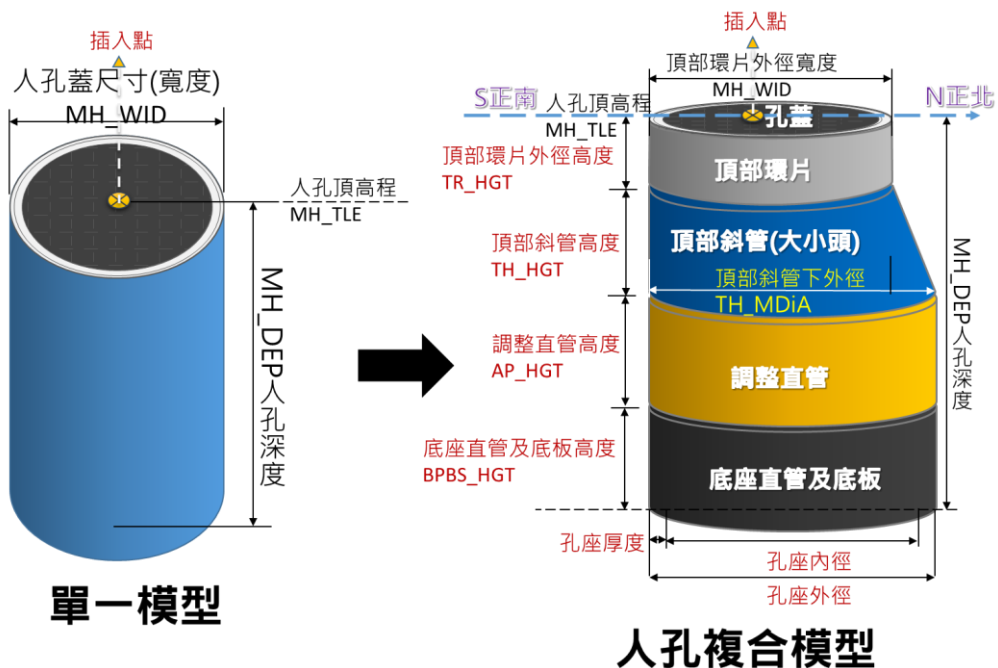 插入點
人孔蓋尺寸(寬度)
MH_WID
人孔頂高程
MH_TLE
MH_DEP人孔深度
單一模型
插入點
頂部環片外徑寬度
MH_WID
S正南
N正北
人孔頂高程
MH_TLE
孔蓋
頂部環片外徑高度
TR_HGT
頂部環片
頂部斜管高度
TH_HGT
頂部斜管(大小頭)
頂部斜管下外徑
TH_MDiA
MH_DEP人孔深度
調整直管高度
AP_HGT
調整直管
底座直管及底板高度
BPBS_HGT
底座直管及底板
孔座厚度
孔座內徑
孔座外徑
人孔複合模型